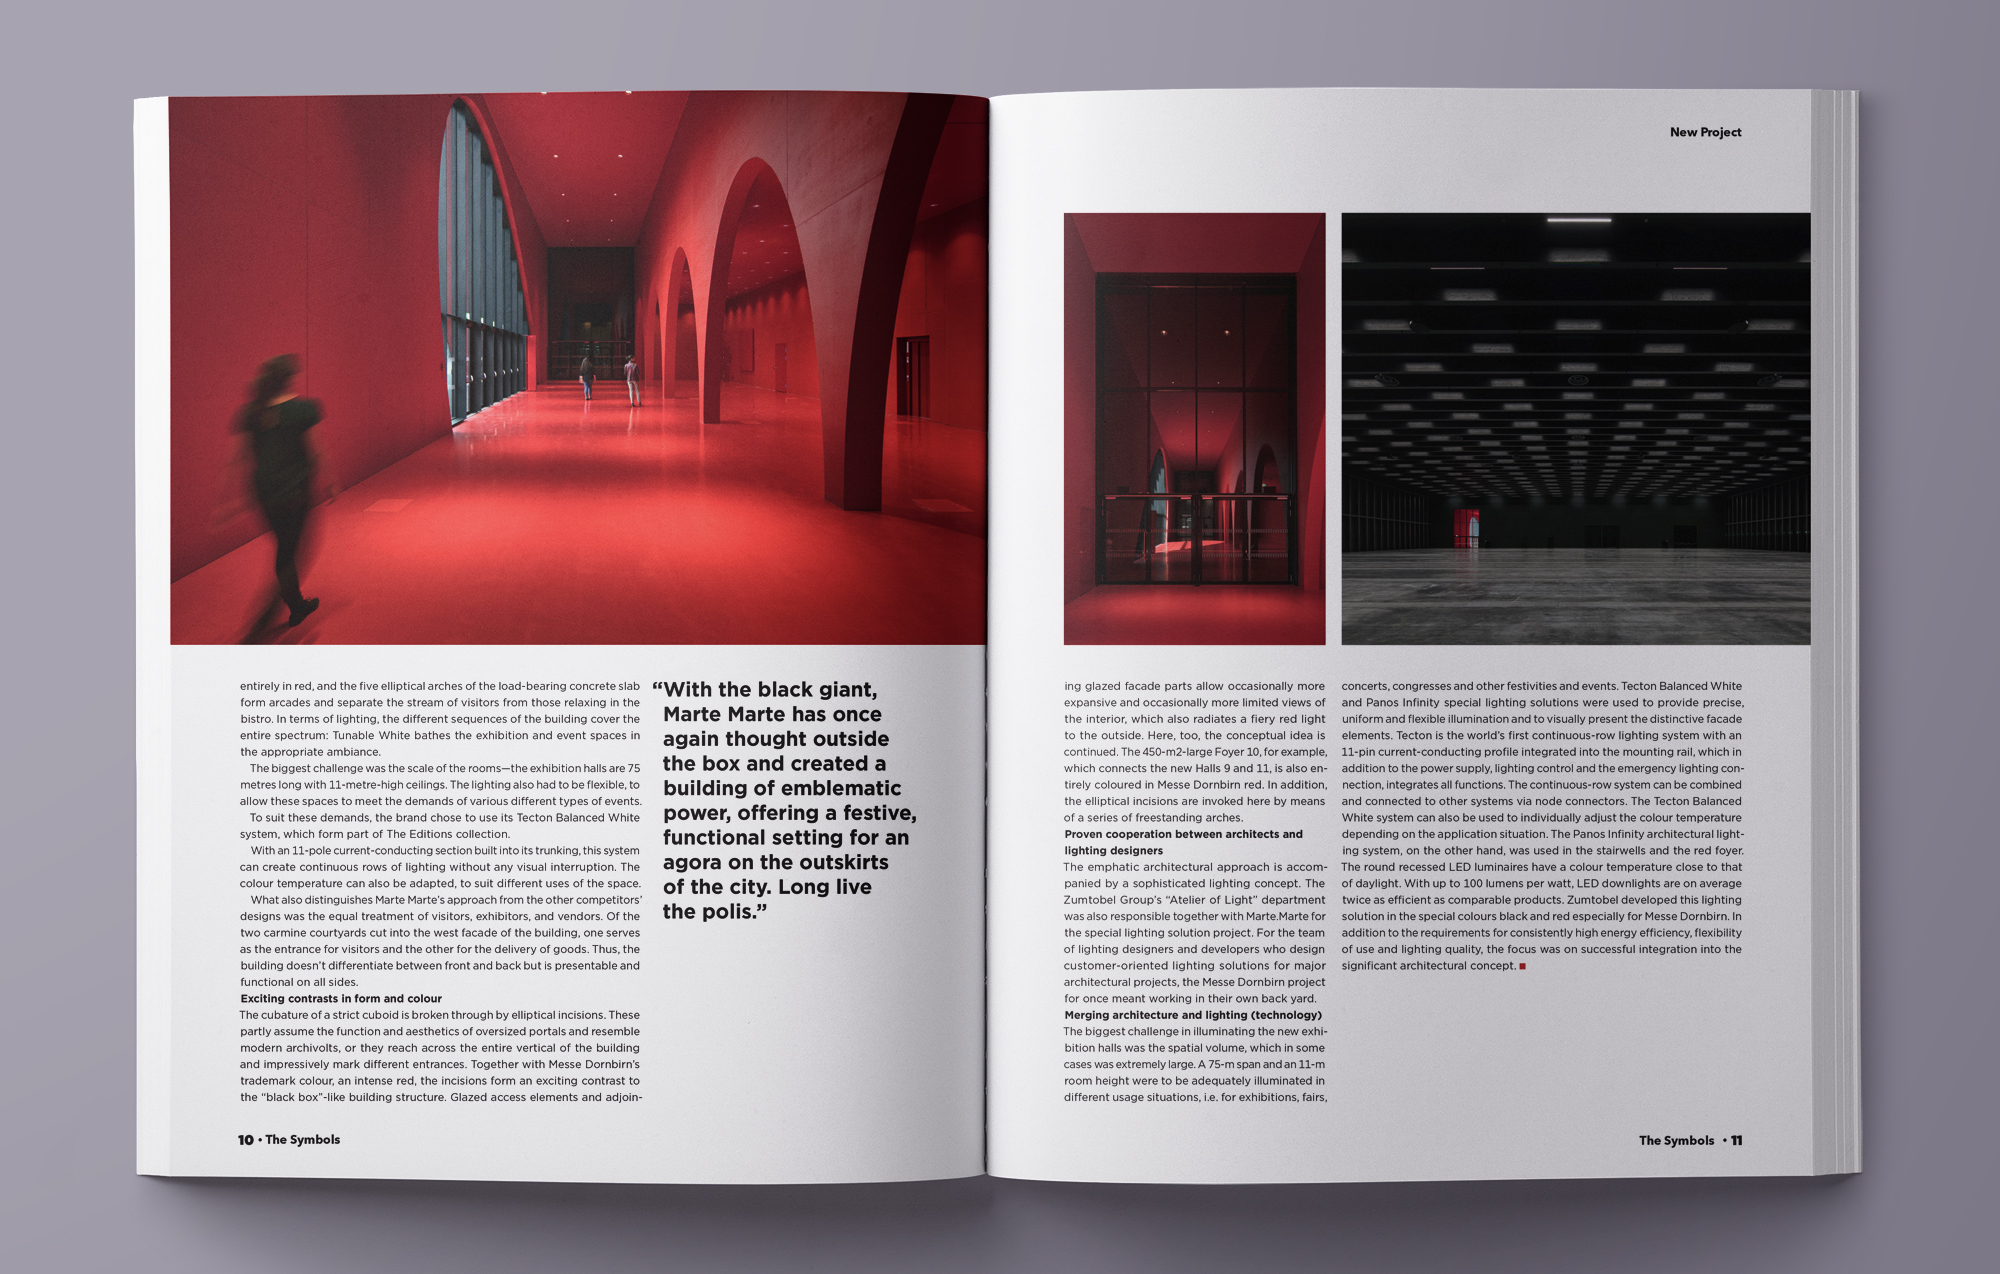 entirely in red, and the five elliptical arches of the load-bearing concrete slab
form arcades and separate the stream of visitors from those relaxing in the
bistro. In terms of lighting, the different sequences of the building cover the
entire spectrum: Tunable White bathes the exhibition and event spaces in
the appropriate ambiance.
The biggest challenge was the scale of the rooms—the exhibition halls are 75
metres long with 11-metre-high ceilings. The lighting also had to be flexible, to
allow these spaces to meet the demands of various different types of events.
To suit these demands, the brand chose to use its Tecton Balanced White
system, which form part of The Editions collection.
With an 11-pole current-conducting section built into its trunking, this system
can create continuous rows of lighting without any visual interruption. The
colour temperature can also be adapted, to suit different uses of the space.
What also distinguishes Marte Marte's approach from the other competitors'
designs was the equal treatment of visitors, exhibitors, and vendors. Of the
two carmine courtyards cut into the west facade of the building, one serves
as the entrance for visitors and the other for the delivery of goods. Thus, the
building doesn't differentiate between front and back but is presentable and
functional on all sides.
Exciting contrasts in form and colour
The cubature of a strict cuboid is broken through by elliptical incisions. These
partly assume the function and aesthetics of oversized portals and resemble
modern archivolts, or they reach across the entire vertical of the building
and impressively mark different entrances. Together with Messe Dornbirn's
trademark colour, an intense red, the incisions form an exciting contrast to
the “black box”-like building structure. Glazed access elements and adjoin-
“With the black giant,
Marte Marte has once
again thought outside
the box and created a
building of emblematic
power, offering a festive,
functional setting for an
agora on the outskirts
of the city. Long live
the polis.”
10 • The Symbols
New Project
ing glazed facade parts allow occasionally more
expansive and occasionally more limited views of
the interior, which also radiates a fiery red light
to the outside. Here, too, the conceptual idea is
continued. The 450-m2-large Foyer 10, for example,
which connects the new Halls 9 and 11, is also en-
tirely coloured in Messe Dornbirn red. In addition,
the elliptical incisions are invoked here by means
of a series of freestanding arches.
Proven cooperation between architects and
lighting designers
The emphatic architectural approach is accom-
panied by a sophisticated lighting concept. The
Zumtobel Group's “Atelier of Light” department
was also responsible together with Marte.Marte for
the special lighting solution project. For the team
of lighting designers and developers who design
customer-oriented lighting solutions for major
architectural projects, the Messe Dornbirn project
for once meant working in their own back yard.
Merging architecture and lighting (technology)
The biggest challenge in illuminating the new exhi-
bition halls was the spatial volume, which in some
cases was extremely large. A 75-m span and an 11-m
room height were to be adequately illuminated in
different usage situations, i.e. for exhibitions, fairs,
concerts, congresses and other festivities and events. Tecton Balanced White
and Panos Infinity special lighting solutions were used to provide precise,
uniform and flexible illumination and to visually present the distinctive facade
elements. Tecton is the world's first continuous-row lighting system with an
11-pin current-conducting profile integrated into the mounting rail, which in
addition to the power supply, lighting control and the emergency lighting con-
nection, integrates all functions. The continuous-row system can be combined
and connected to other systems via node connectors. The Tecton Balanced
White system can also be used to individually adjust the colour temperature
depending on the application situation. The Panos Infinity architectural light-
ing system, on the other hand, was used in the stairwells and the red foyer.
The round recessed LED luminaires have a colour temperature close to that
of daylight. With up to 100 lumens per watt, LED downlights are on average
twice as efficient as comparable products. Zumtobel developed this lighting
solution in the special colours black and red especially for Messe Dornbirn. In
addition to the requirements for consistently high energy efficiency, flexibility
of use and lighting quality, the focus was on successful integration into the
significant architectural concept. ■
The Symbols • 11